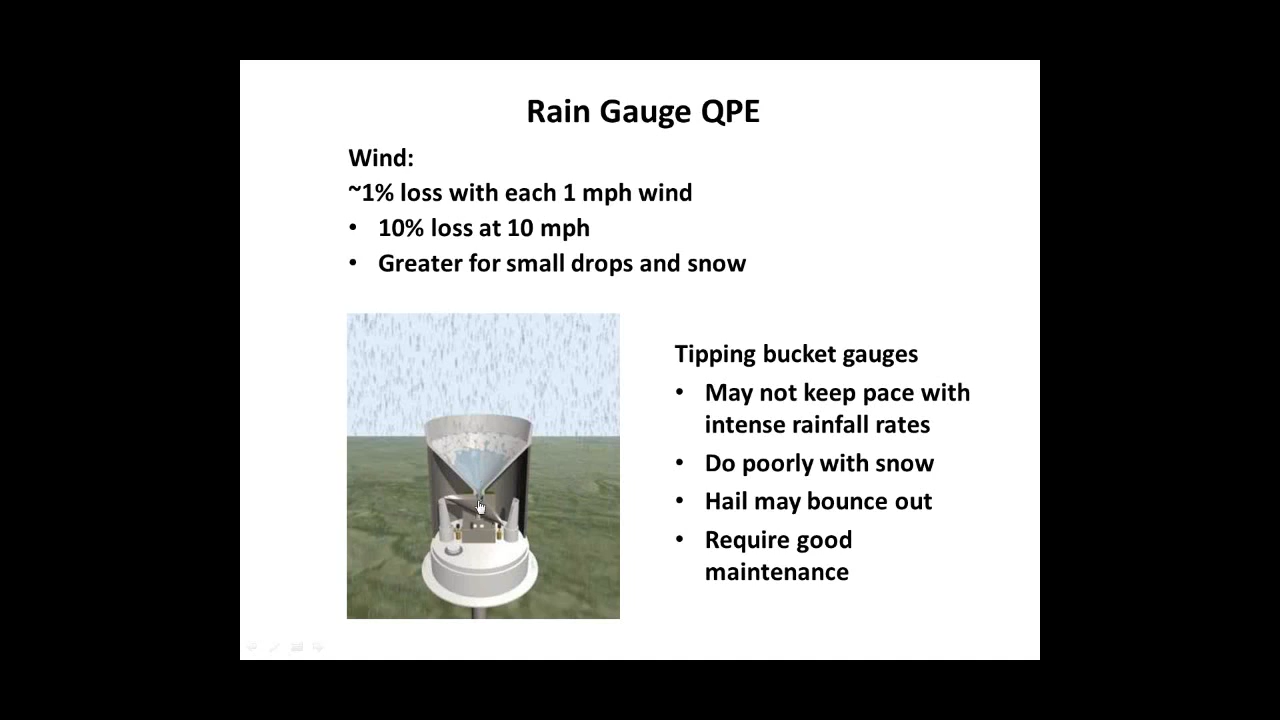 Rain Gauge QPE
Wind:
~1% loss with each 1 mph wind
• 10% loss at 10 mph
• Greater for small drops and snow
Tipping bucket gauges
• May not keep pace with
intense rainfall rates
• Do poorly with snow
• Hail may bounce out
• Require good
maintenance